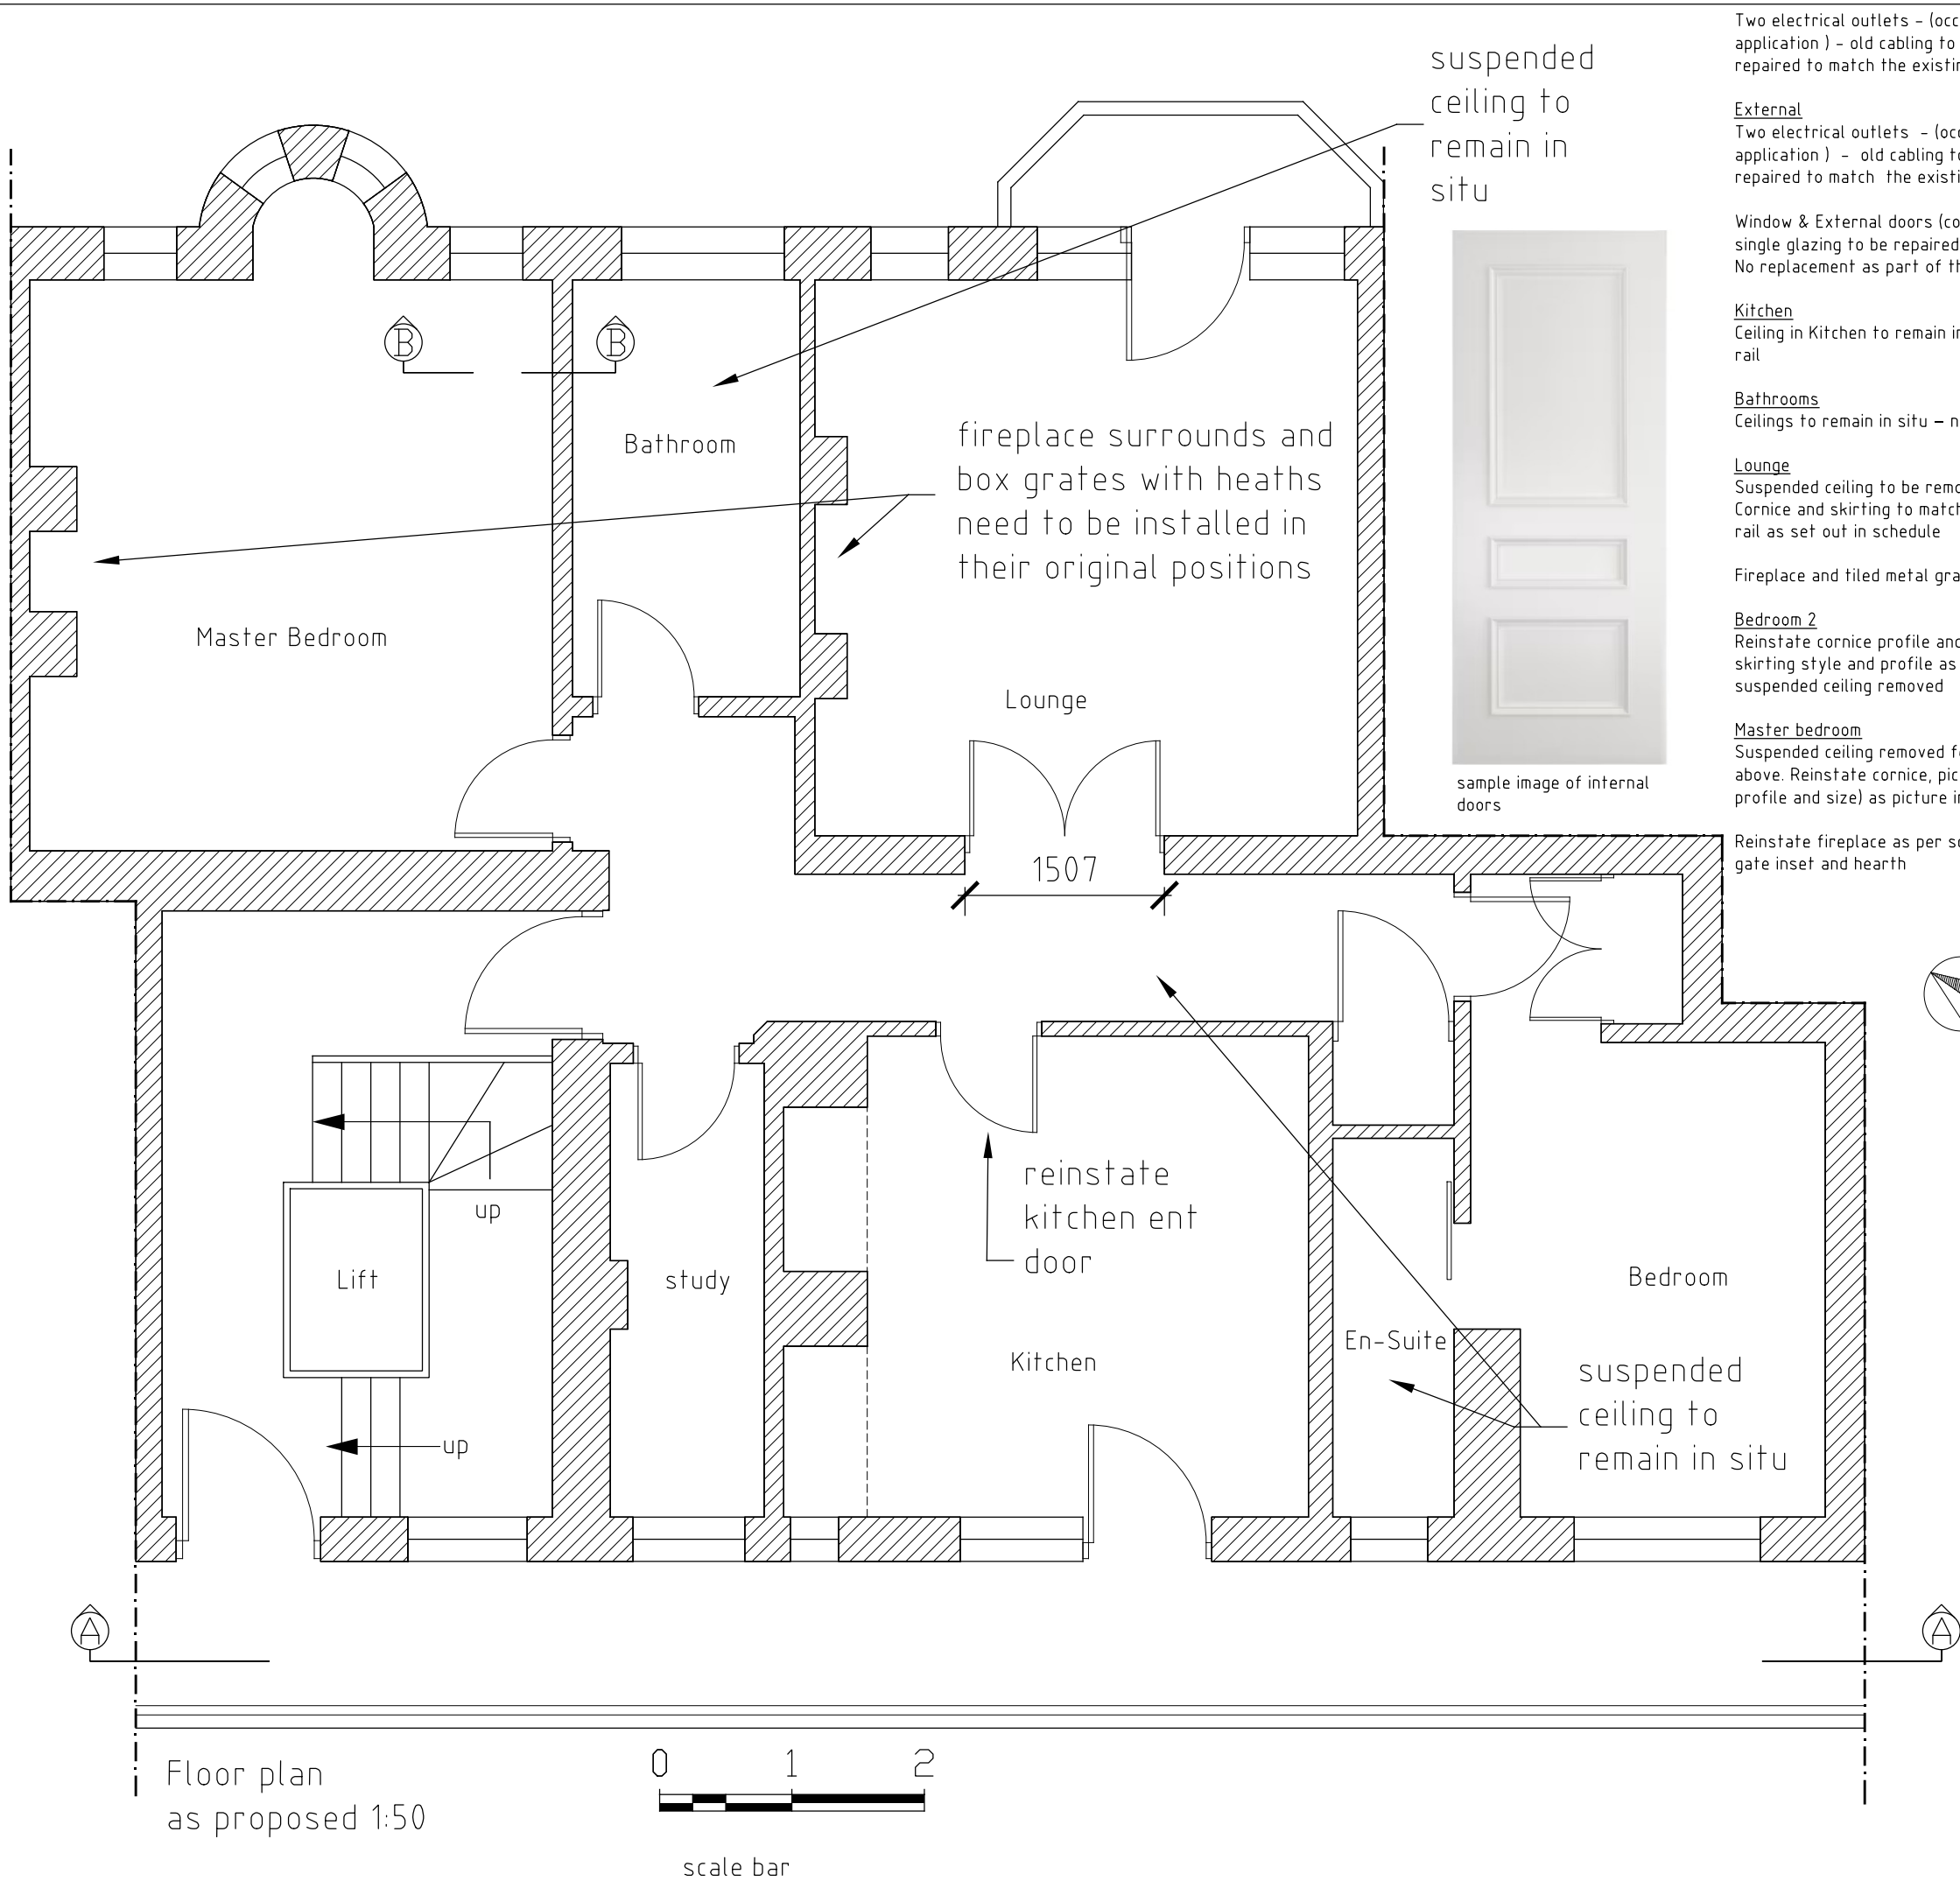 suspended
ceiling to
remain in
situ
B
B
Bathroom
fireplace surrounds and
box grates with heaths
need to be installed in
their original positions
Master Bedroom
Lounge
sample image of internal
doors
1507
reinstate
kitchen ent
door
up
Lift
study
Kitchen
En-Suite
Bedroom
suspended
ceiling to
remain in situ
up
A
A
Floor plan
as proposed 1:50
0 1 2
scale bar
Two electrical outlets - (occ
application ) - old cabling to
repaired to match the existin
External
Two electrical outlets - (occ
application ) - old cabling to
repaired to match the existi
Window & External doors (co
single glazing to be repaired
No replacement as part of th
Kitchen
Ceiling in Kitchen to remain in
rail
Bathrooms
Ceilings to remain in situ – n
Lounge
Suspended ceiling to be remo
Cornice and skirting to match
rail as set out in schedule
Fireplace and tiled metal gra
Bedroom 2
Reinstate cornice profile and
skirting style and profile as
suspended ceiling removed
Master bedroom
Suspended ceiling removed fo
above. Reinstate cornice, pic
profile and size) as picture in
Reinstate fireplace as per sc
gate inset and hearth